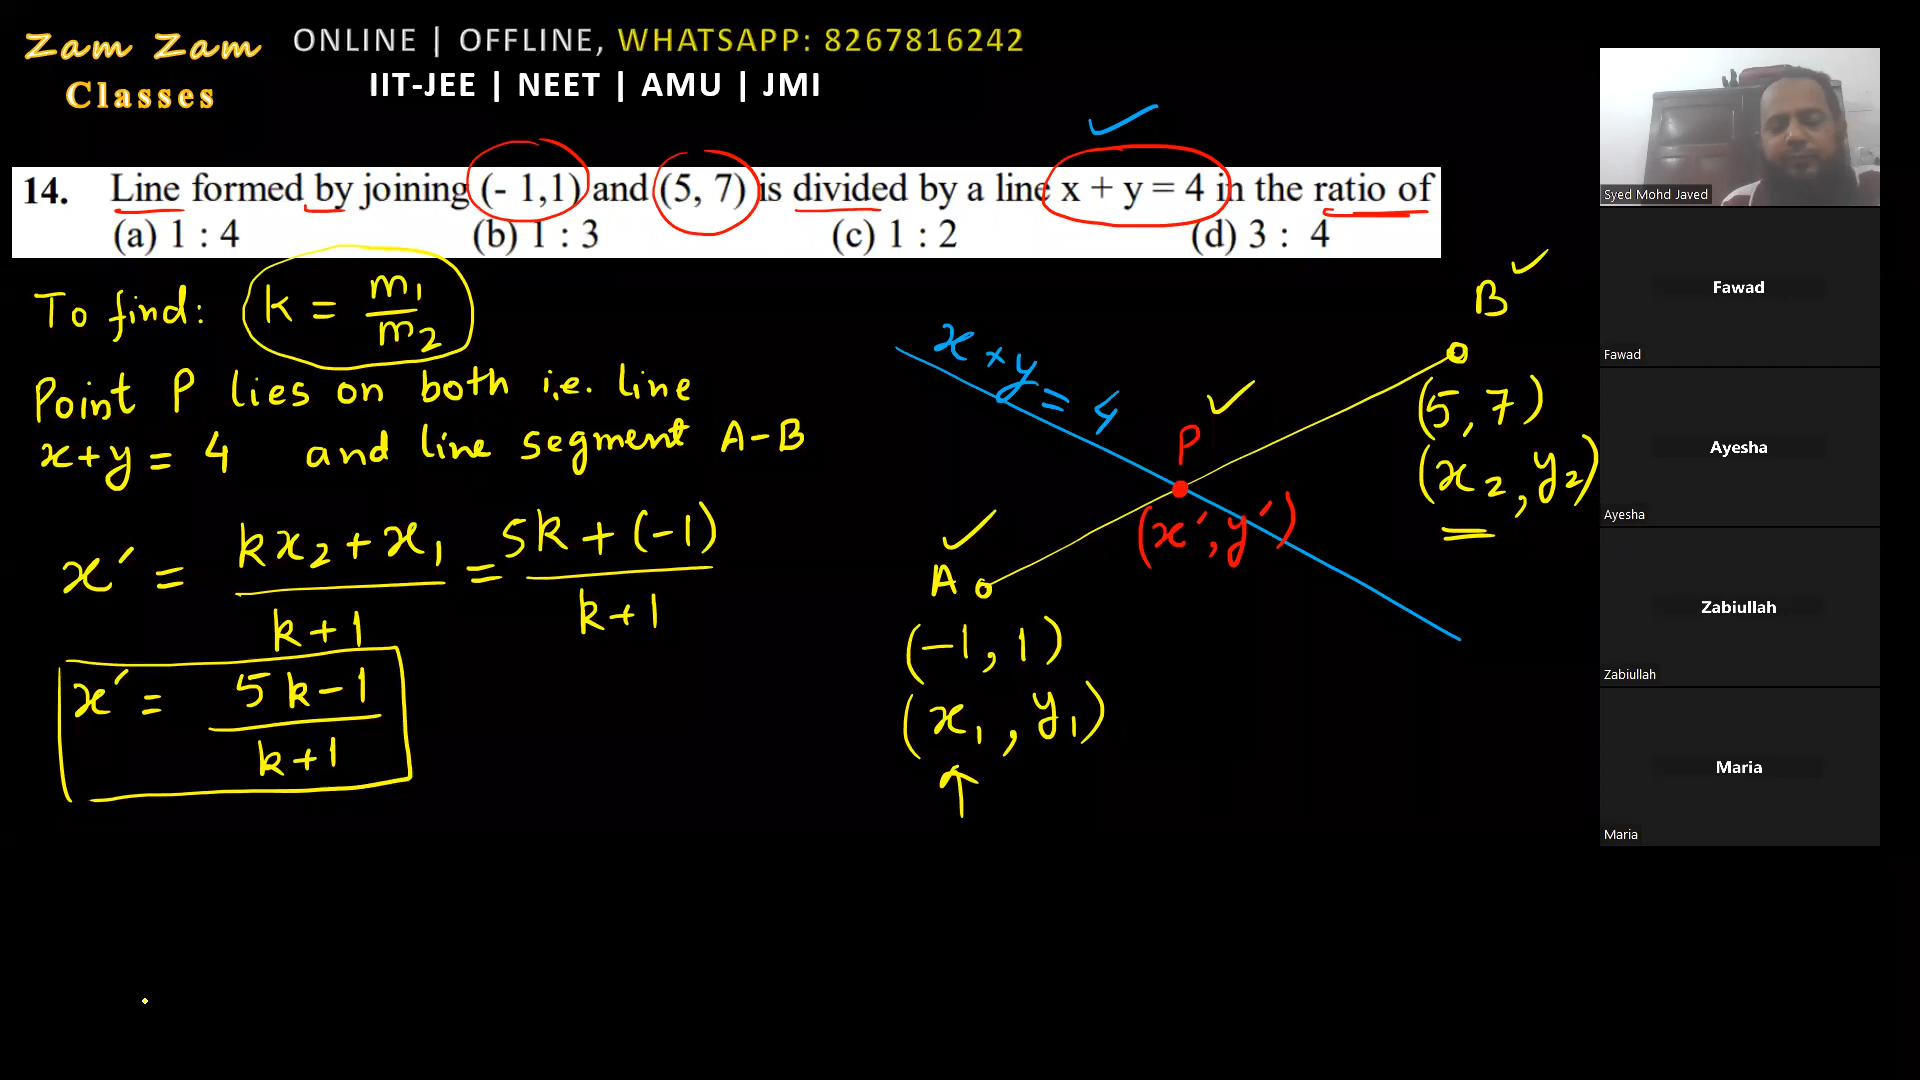 Zam Zam
Classes
ONLINE | OFFLINE, WHATSAPP: 8267816242
IIT-JEE | NEET | AMU | JMI
14. Line formed by joining (- 1,1) and (5, 7) is divided by a line x + y = 4 in the ratio of
(a) 1 : 4 (b) 1 : 3 (c) 1 : 2 (d) 3 : 4
To find: k = m₁/m₂
Point P lies on both i.e. line
x+y = 4 and line segment A-B
x′ = (kx₂+x₁)/(k+1) = (5k+(-1))/(k+1)
x′ = (5k-1)/(k+1)
x+y = 4
P
(x′, y′)
B
(5, 7)
(x₂, y₂)
A
(-1, 1)
(x₁, y₁)
Syed Mohd Javed
Fawad
Fawad
Ayesha
Ayesha
Zabiullah
Zabiullah
Maria
Maria